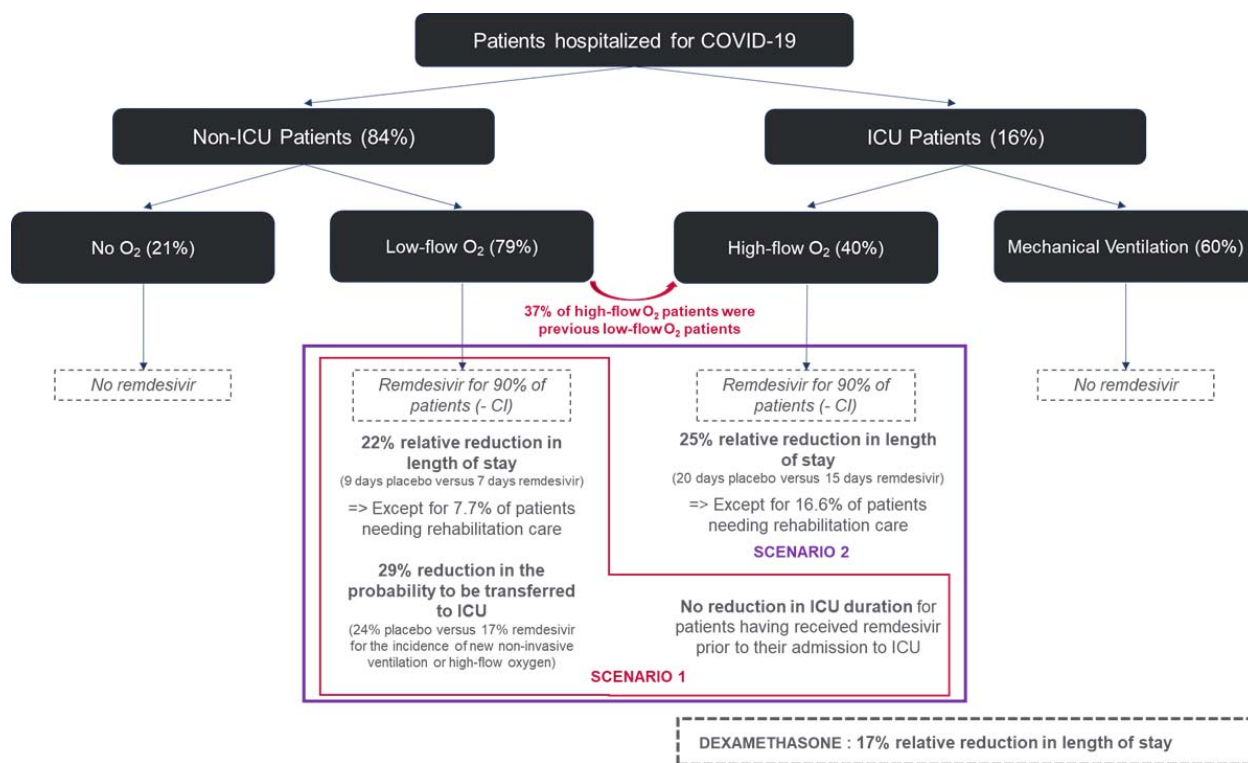 Patients hospitalized for COVID-19
Non-ICU Patients (84%)
ICU Patients (16%)
No O₂ (21%)
Low-flow O₂ (79%)
High-flow O₂ (40%)
Mechanical Ventilation (60%)
37% of high-flow O₂ patients were
previous low-flow O₂ patients
No remdesivir
Remdesivir for 90% of
patients (- CI)
22% relative reduction in
length of stay
(9 days placebo versus 7 days remdesivir)
=> Except for 7.7% of patients
needing rehabilitation care
29% reduction in the
probability to be transferred
to ICU
(24% placebo versus 17% remdesivir
for the incidence of new non-invasive
ventilation or high-flow oxygen)
SCENARIO 1
Remdesivir for 90% of
patients (- CI)
25% relative reduction in length
of stay
(20 days placebo versus 15 days remdesivir)
=> Except for 16.6% of patients
needing rehabilitation care
SCENARIO 2
No reduction in ICU duration for
patients having received remdesivir
prior to their admission to ICU
No remdesivir
DEXAMETHASONE : 17% relative reduction in length of stay